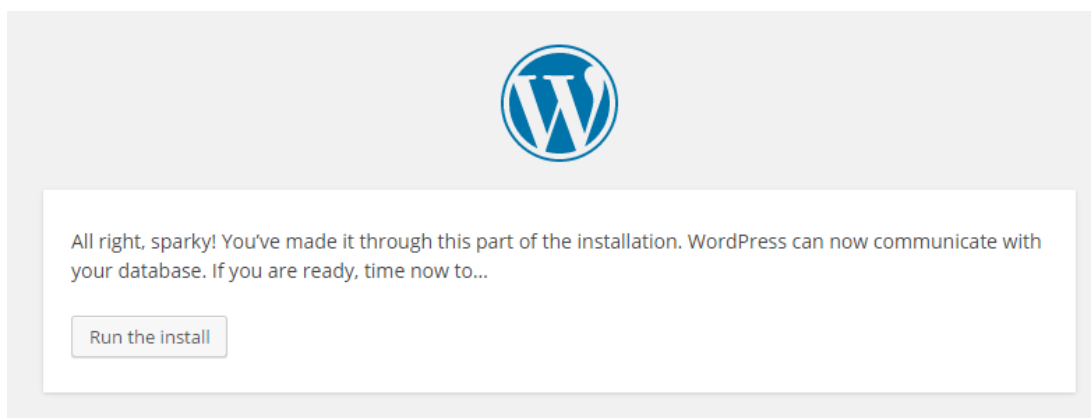 All right, sparky! You’ve made it through this part of the installation. WordPress can now communicate with
your database. If you are ready, time now to…
Run the install